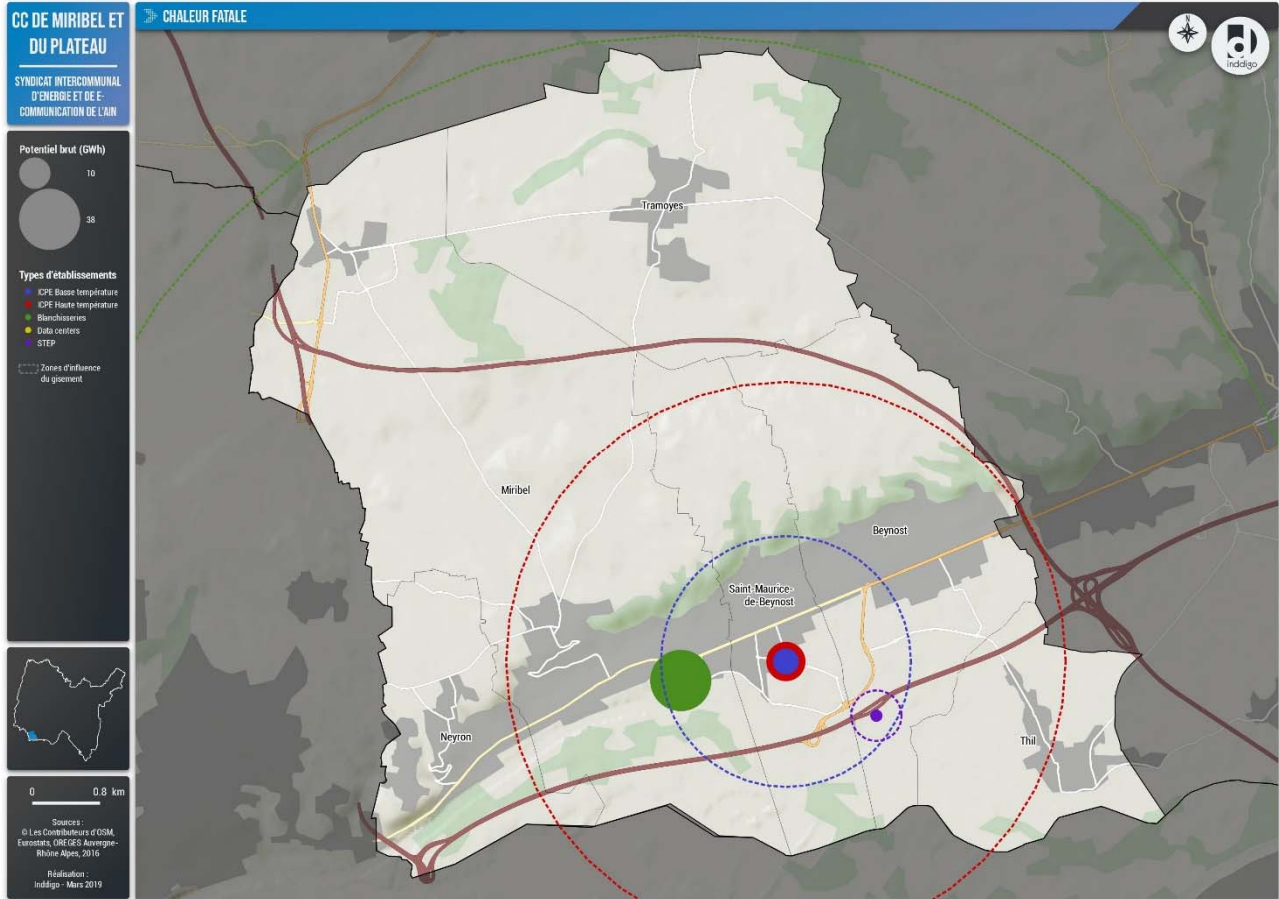 CC DE MIRIBEL ET
DU PLATEAU
SYNDICAT INTERCOMMUNAL
D'ENERGIE ET DE E-
COMMUNICATION DE L'AIN
CHALEUR FATALE
N
inddigo
Potentiel brut (GWh)
10
38
Types d'établissements
ICPE Basse température
ICPE Haute température
Blanchisseries
Data centers
STEP
Zones d'influence
du gisement
0 0.8 km
Sources :
© Les Contributeurs d'OSM,
Eurostats, OREGES Auvergne-
Rhône Alpes, 2016
Réalisation :
Inddigo - Mars 2019
Tramoyes
Miribel
Beynost
Saint-Maurice-
de-Beynost
Neyron
Thil